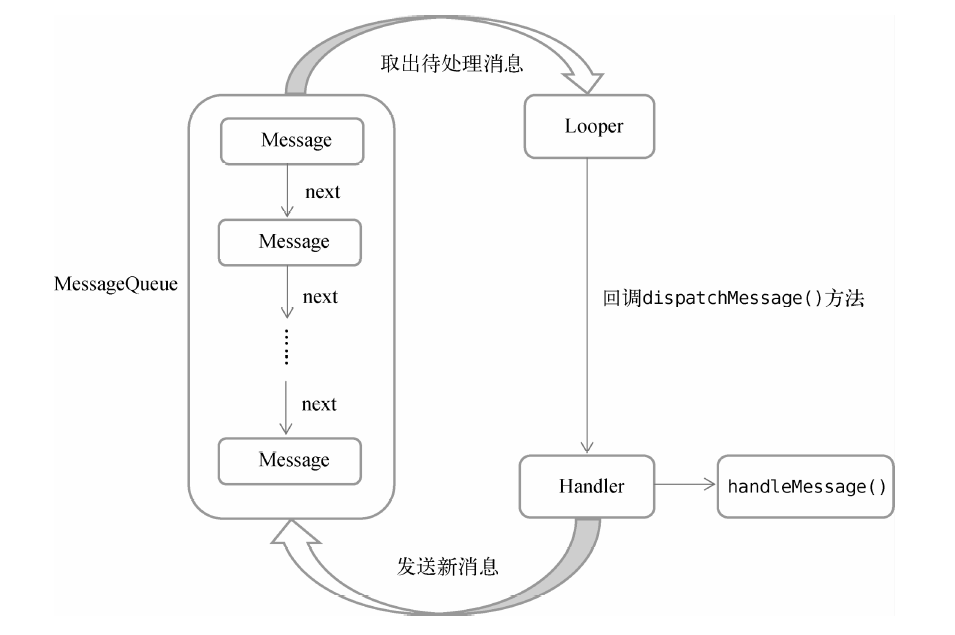 取出待处理消息
Message
Looper
next
Message
MessageQueue
next
回调dispatchMessage()方法
next
Message
Handler
handleMessage()
发送新消息